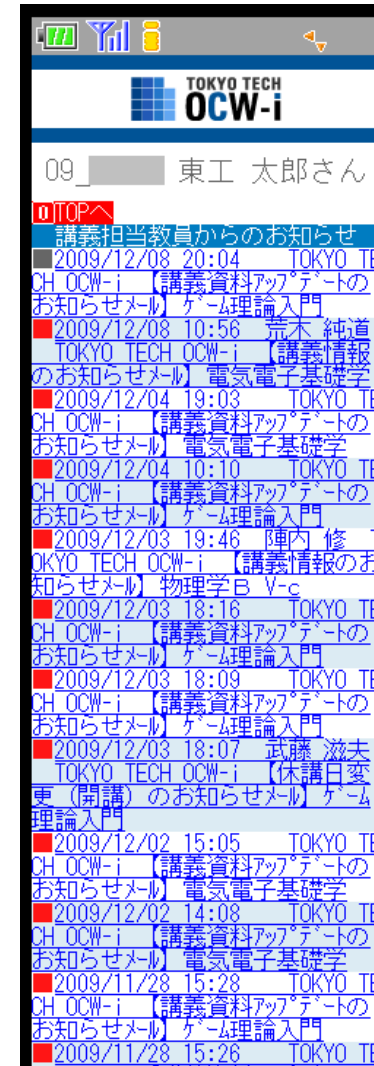 TOKYO TECH
OCW-i
09_ 東工 太郎さん
0TOPへ
講義担当教員からのお知らせ
2009/12/08 20:04 TOKYO TE
CH OCW-i 【講義資料ｱｯﾌﾟﾃﾞｰﾄの
お知らせﾒｰﾙ】 ｹﾞｰﾑ理論入門
2009/12/08 10:56 荒木 純道
TOKYO TECH OCW-i 【講義情報
のお知らせﾒｰﾙ】 電気電子基礎学
2009/12/04 19:03 TOKYO TE
CH OCW-i 【講義資料ｱｯﾌﾟﾃﾞｰﾄの
お知らせﾒｰﾙ】 電気電子基礎学
2009/12/04 10:10 TOKYO TE
CH OCW-i 【講義資料ｱｯﾌﾟﾃﾞｰﾄの
お知らせﾒｰﾙ】 ｹﾞｰﾑ理論入門
2009/12/03 19:46 陣内 修 T
OKYO TECH OCW-i 【講義情報のお
知らせﾒｰﾙ】 物理学Ｂ V-c
2009/12/03 18:16 TOKYO TE
CH OCW-i 【講義資料ｱｯﾌﾟﾃﾞｰﾄの
お知らせﾒｰﾙ】 ｹﾞｰﾑ理論入門
2009/12/03 18:09 TOKYO TE
CH OCW-i 【講義資料ｱｯﾌﾟﾃﾞｰﾄの
お知らせﾒｰﾙ】 ｹﾞｰﾑ理論入門
2009/12/03 18:07 武藤 滋夫
TOKYO TECH OCW-i 【休講日変
更（開講）のお知らせﾒｰﾙ】 ｹﾞｰﾑ
理論入門
2009/12/02 15:05 TOKYO TE
CH OCW-i 【講義資料ｱｯﾌﾟﾃﾞｰﾄの
お知らせﾒｰﾙ】 電気電子基礎学
2009/12/02 14:08 TOKYO TE
CH OCW-i 【講義資料ｱｯﾌﾟﾃﾞｰﾄの
お知らせﾒｰﾙ】 電気電子基礎学
2009/11/28 15:28 TOKYO TE
CH OCW-i 【講義資料ｱｯﾌﾟﾃﾞｰﾄの
お知らせﾒｰﾙ】 ｹﾞｰﾑ理論入門
2009/11/28 15:26 TOKYO TE